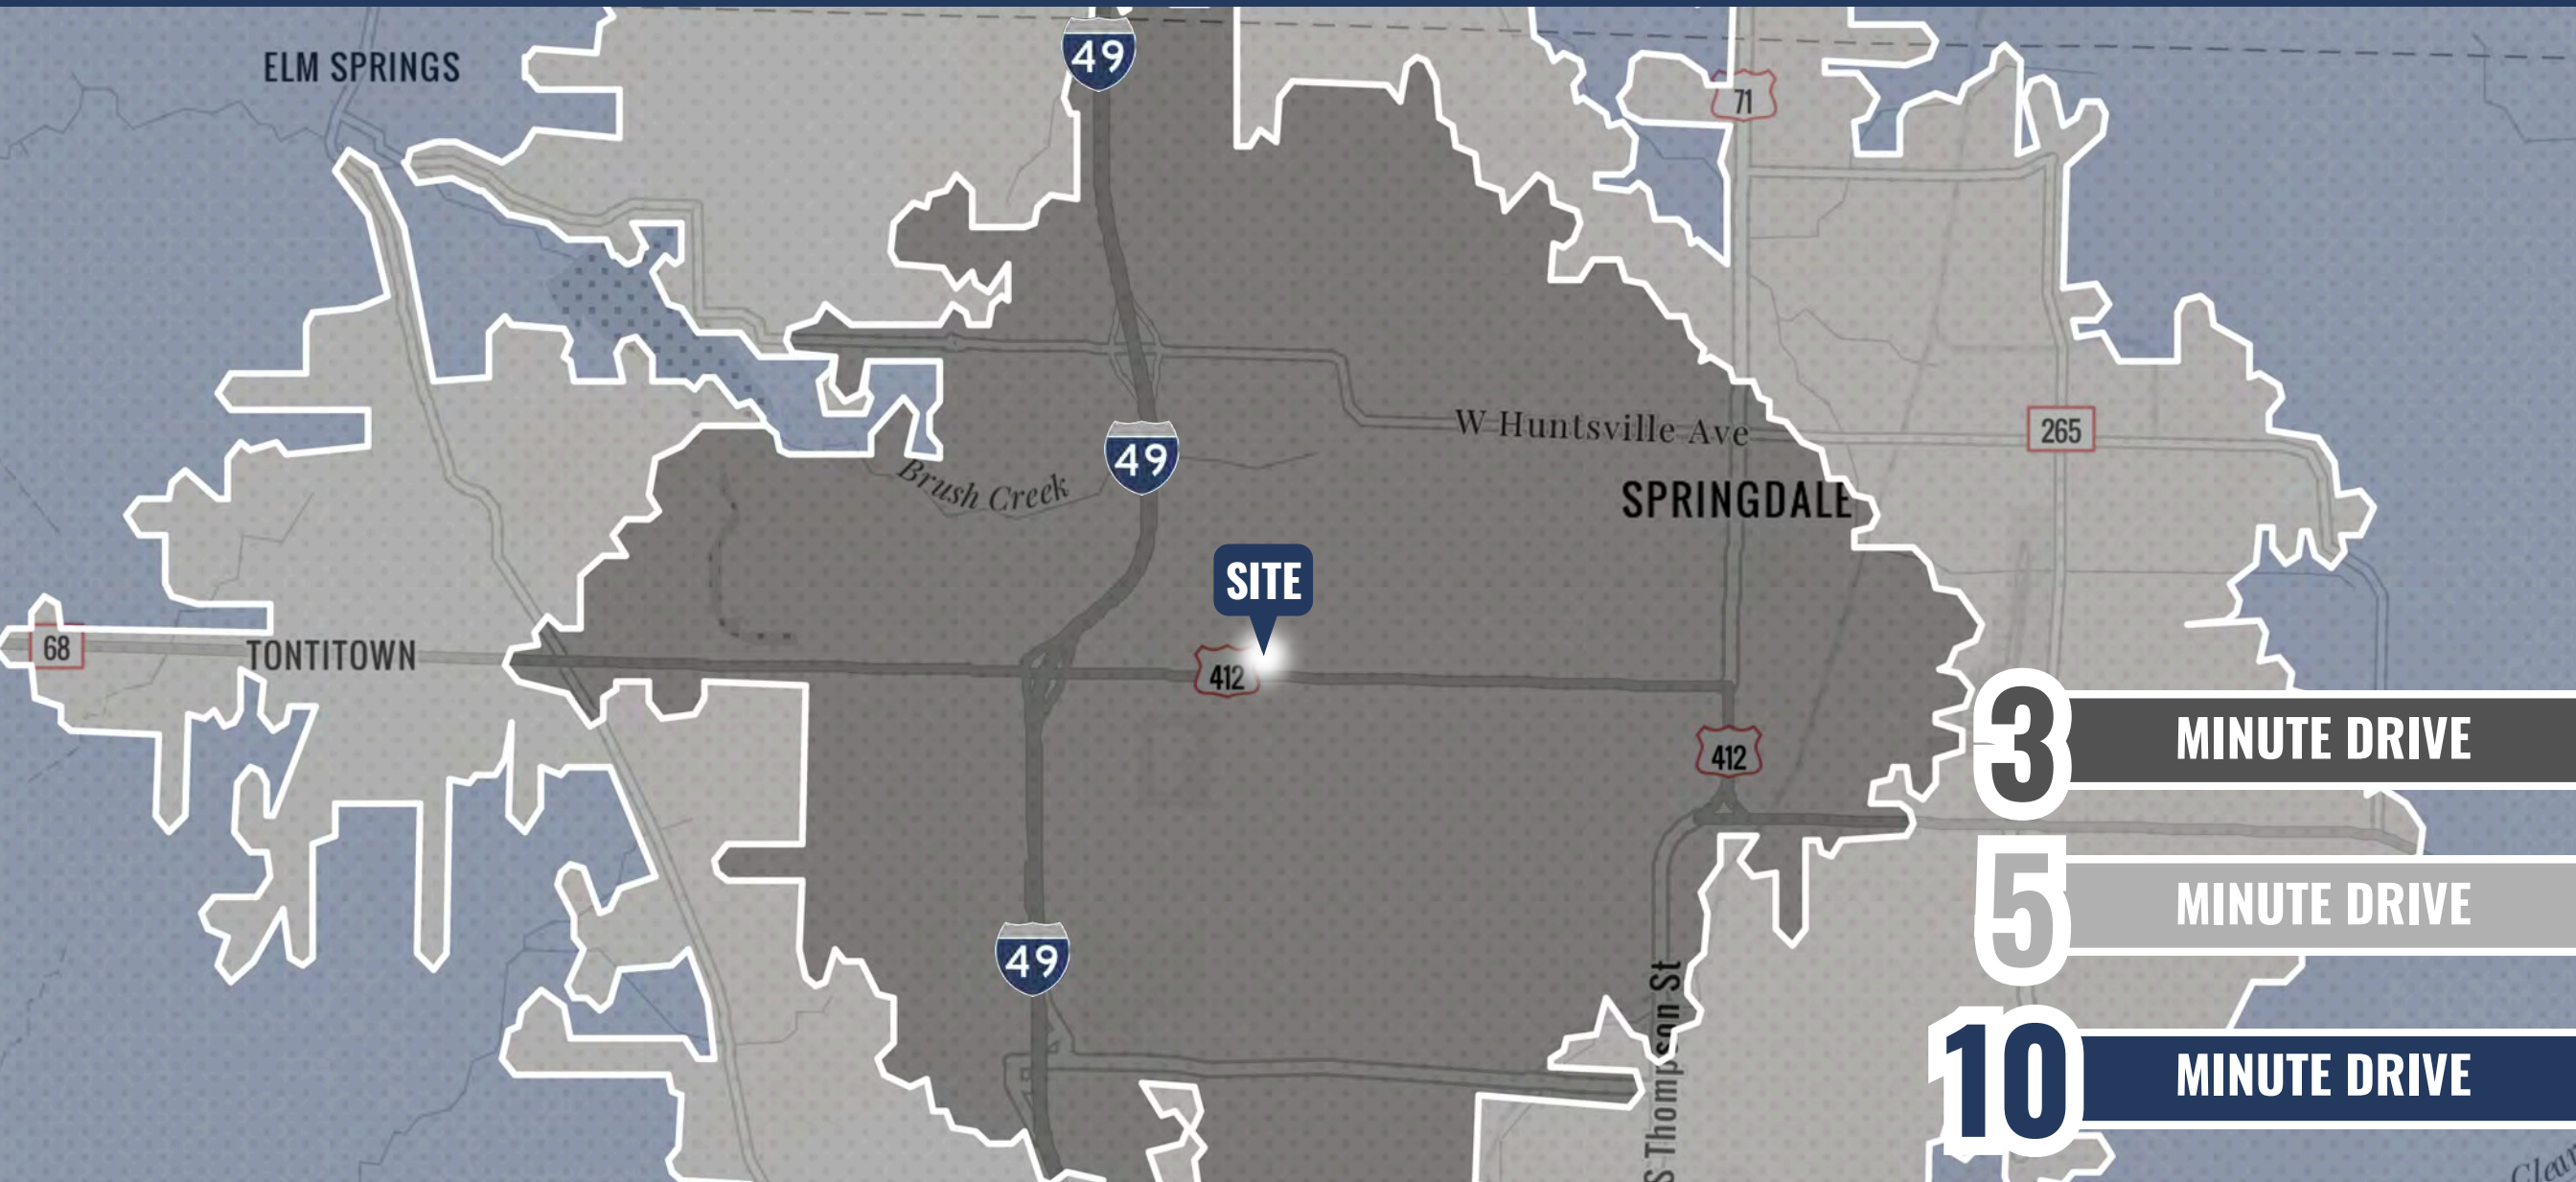 49
ELM SPRINGS
71
W Huntsville Ave
265
49
Brush Creek
SPRINGDALE
SITE
68
TONTITOWN
412
3 MINUTE DRIVE
412
5 MINUTE DRIVE
49
S Thompson St
10 MINUTE DRIVE